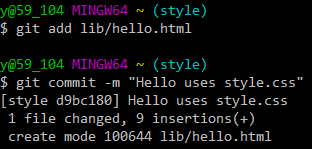 y@59_104 MINGW64 ~ (style)
$ git add lib/hello.html

y@59_104 MINGW64 ~ (style)
$ git commit -m "Hello uses style.css"
[style d9bc180] Hello uses style.css
 1 file changed, 9 insertions(+)
 create mode 100644 lib/hello.html